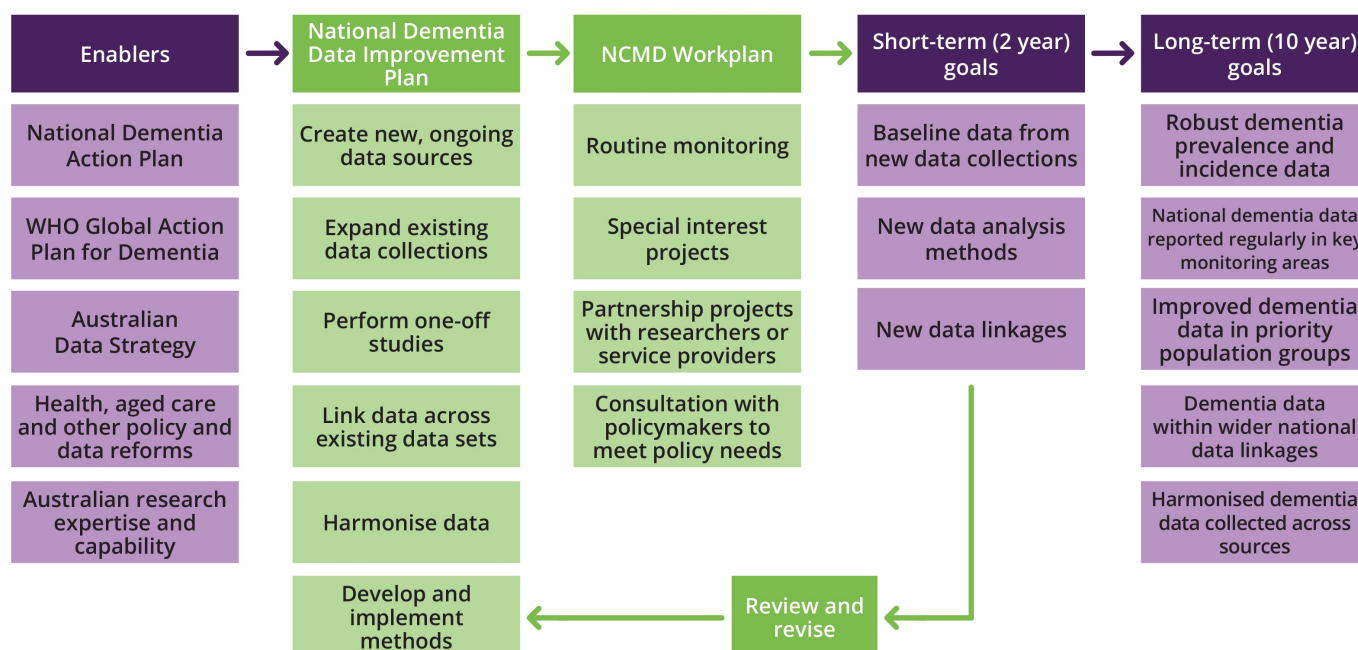 Enablers
National Dementia
Action Plan
WHO Global Action
Plan for Dementia
Australian
Data Strategy
Health, aged care
and other policy and
data reforms
Australian research
expertise and
capability
National Dementia
Data Improvement
Plan
Create new, ongoing
data sources
Expand existing
data collections
Perform one-off
studies
Link data across
existing data sets
Harmonise data
Develop and
implement
methods
NCMD Workplan
Routine monitoring
Special interest
projects
Partnership projects
with researchers or
service providers
Consultation with
policymakers to
meet policy needs
Short-term (2 year)
goals
Baseline data from
new data collections
New data analysis
methods
New data linkages
Review and
revise
Long-term (10 year)
goals
Robust dementia
prevalence and
incidence data
National dementia data
reported regularly in key
monitoring areas
Improved dementia
data in priority
population groups
Dementia data
within wider national
data linkages
Harmonised dementia
data collected across
sources